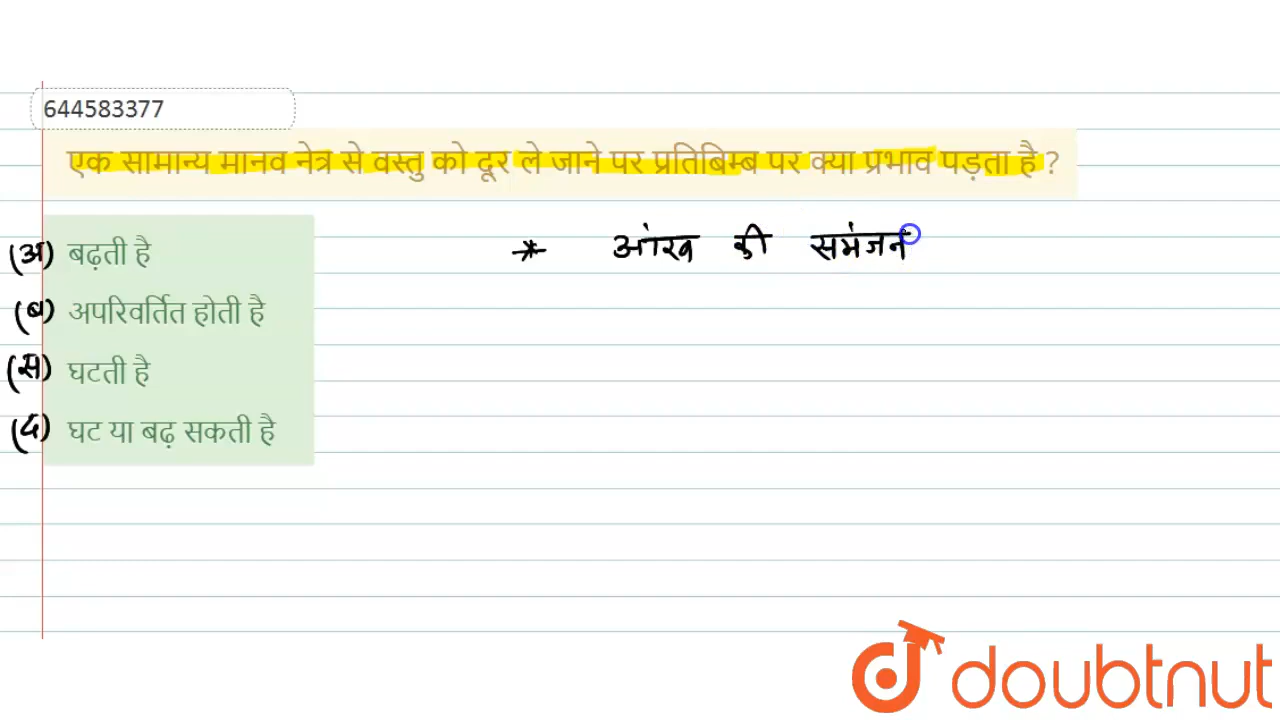 644583377
एक सामान्य मानव नेत्र से वस्तु को दूर ले जाने पर प्रतिबिम्ब पर क्या प्रभाव पड़ता है ?
(अ) बढ़ती है
* आंख की समंजन
(ब) अपरिवर्तित होती है
(स) घटती है
(द) घट या बढ़ सकती है
doubtnut